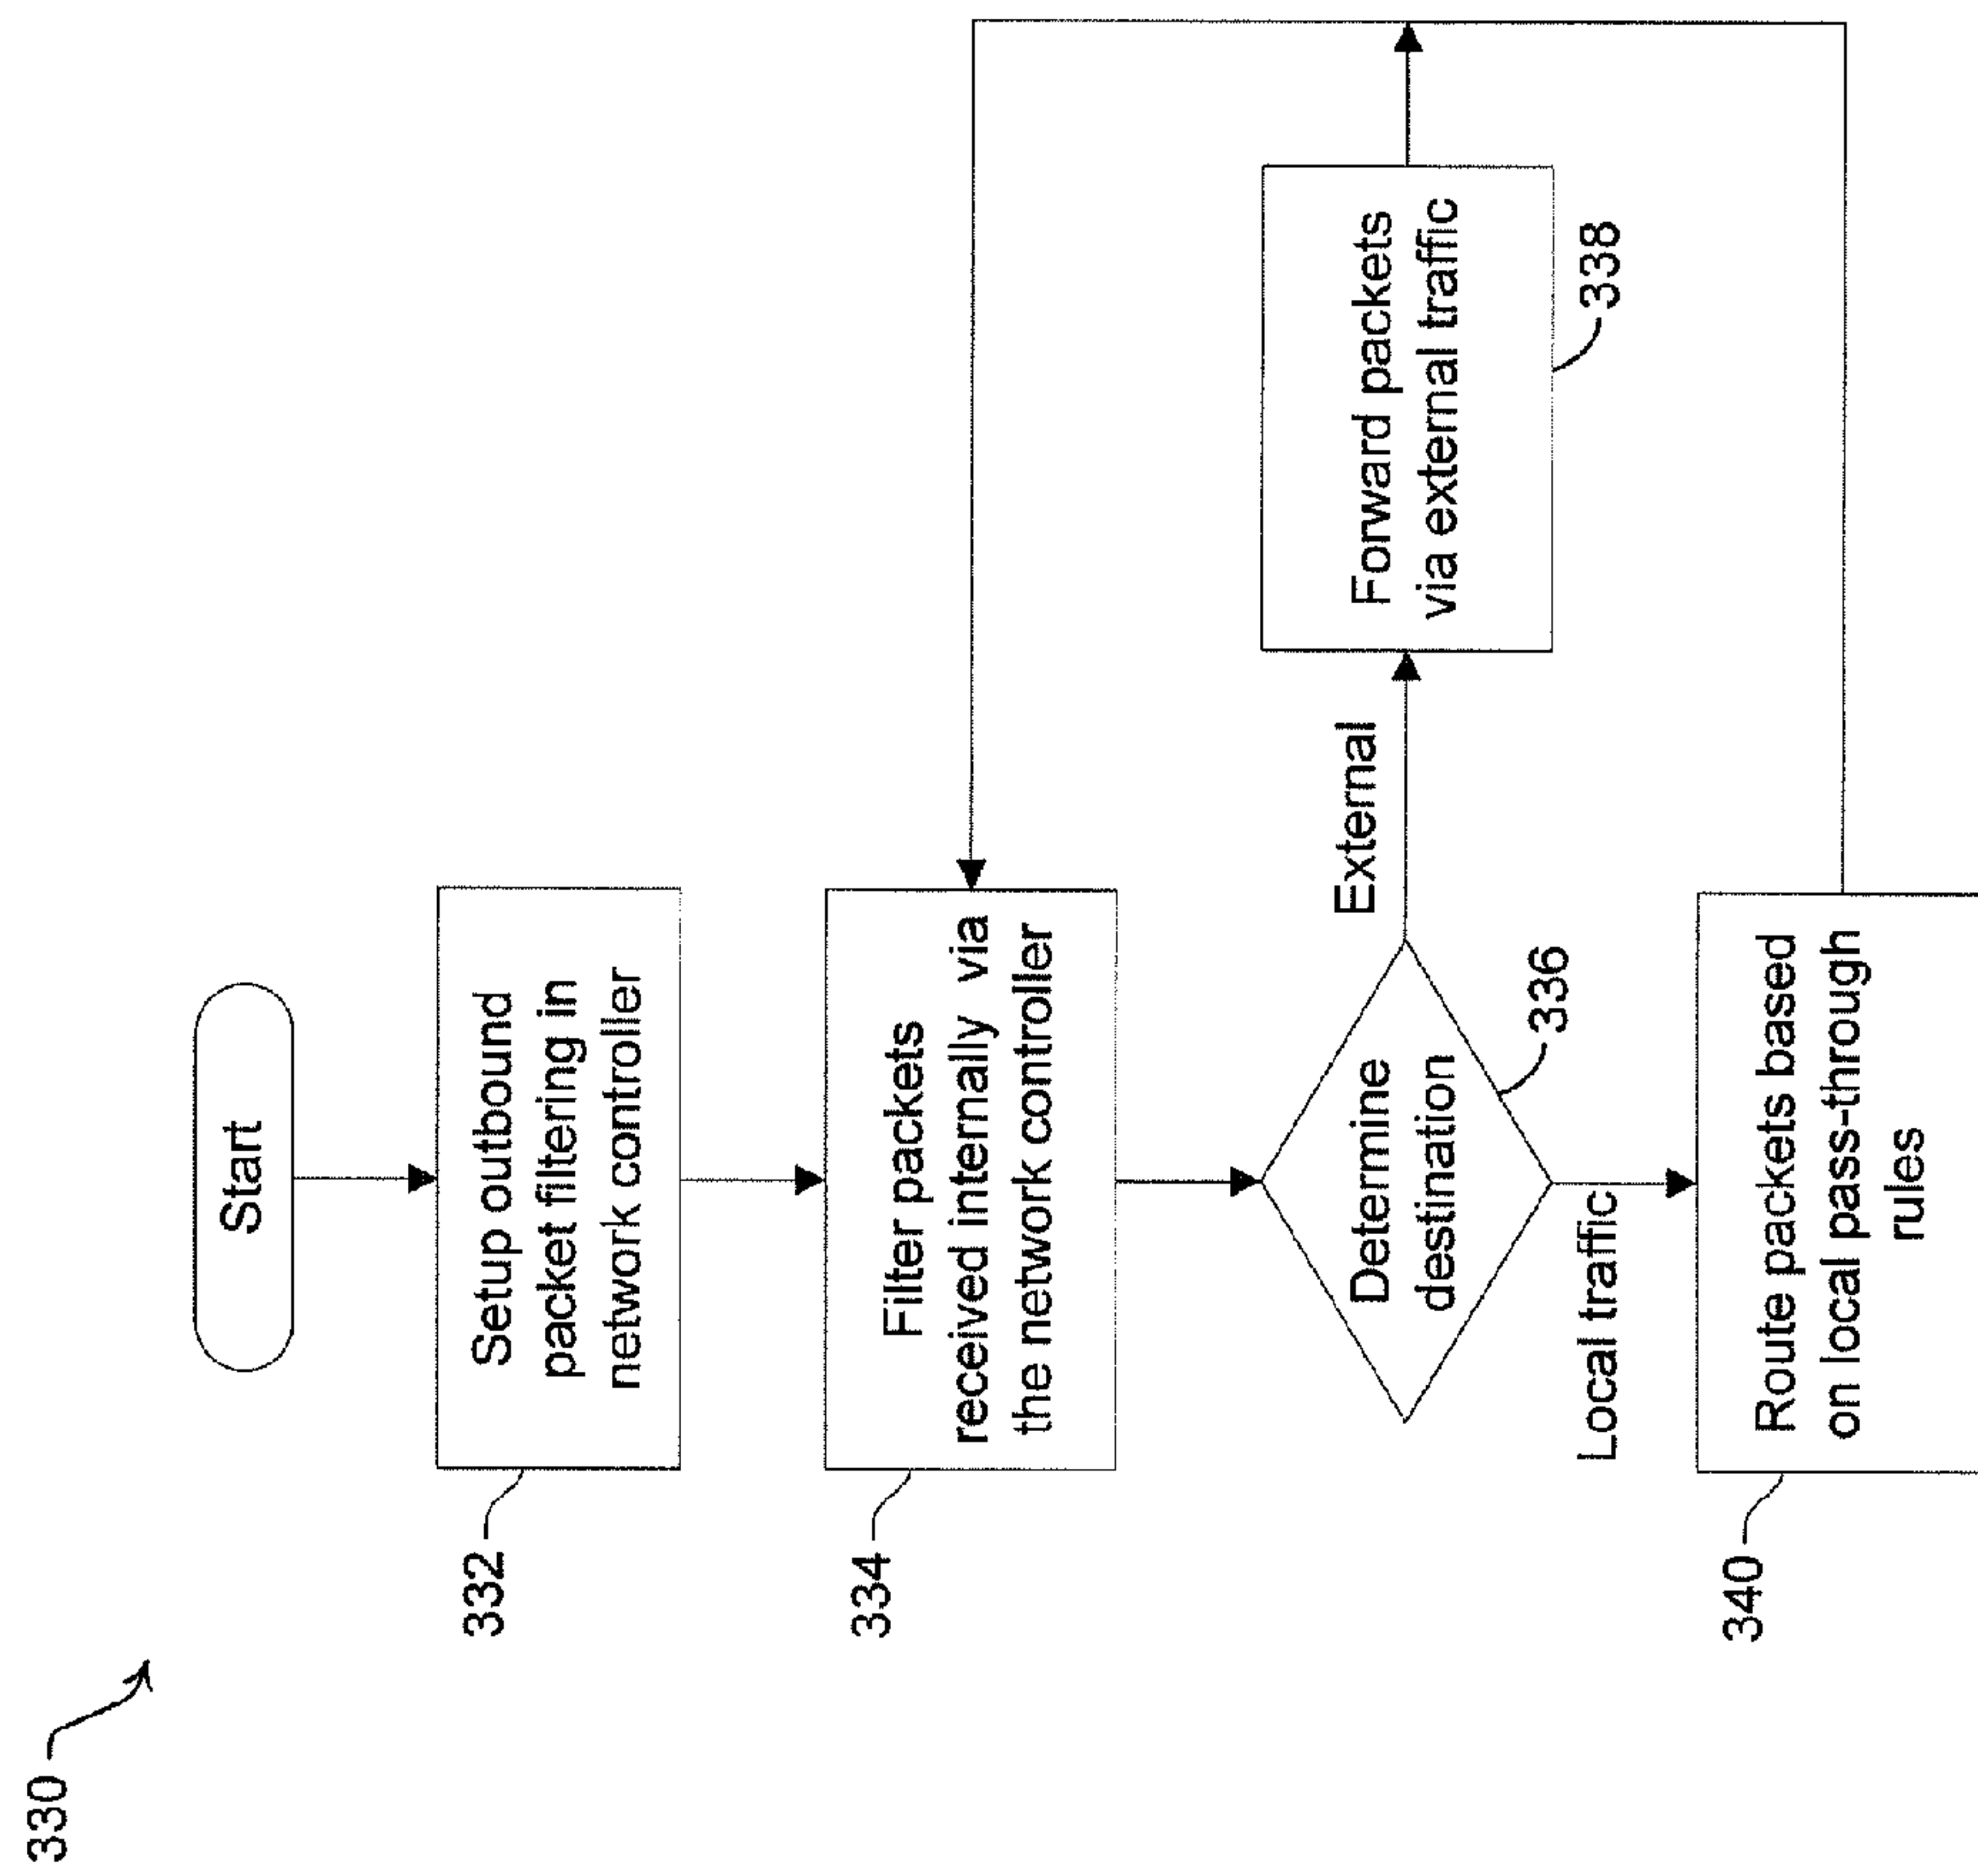 330
Start
332
Setup outbound
packet filtering in
network controller
334
Filter packets
received internally via
the network controller
Determine
destination
336
External
Forward packets
via external traffic
338
Local traffic
340
Route packets based
on local pass-through
rules